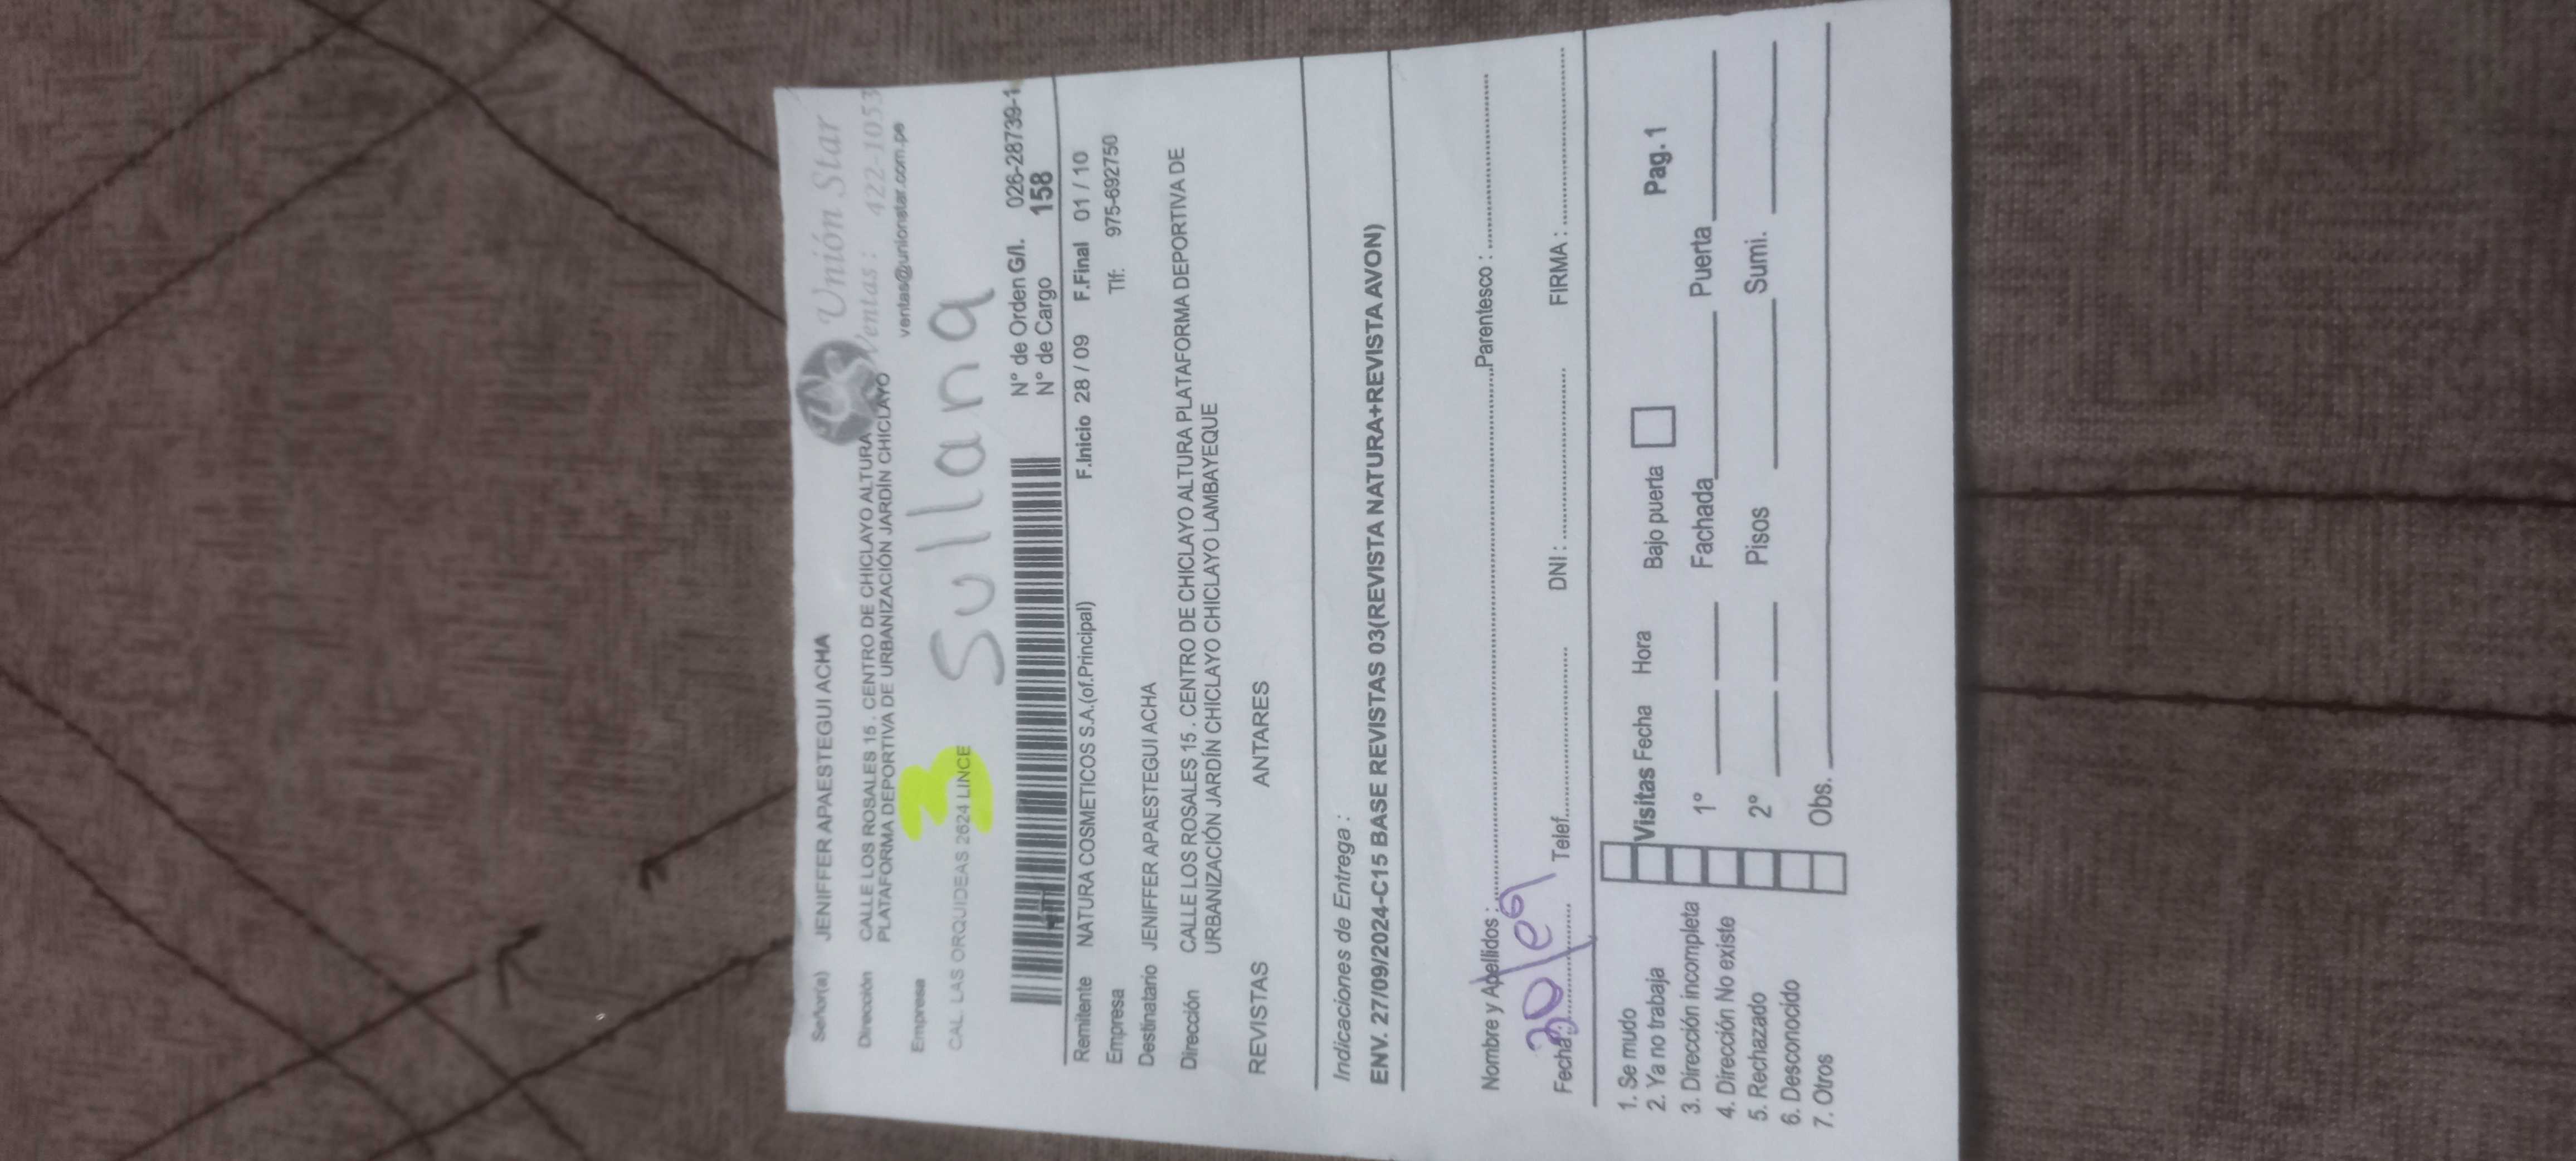 Señor(a) JENIFFER APAESTEGUI ACHA
Unión Star
Dirección CALLE LOS ROSALES 15 . CENTRO DE CHICLAYO ALTURA
Ventas : 422-1053
PLATAFORMA DEPORTIVA DE URBANIZACIÓN JARDÍN CHICLAYO
ventas@unionstar.com.pe
Empresa
3
CAL. LAS ORQUIDEAS 2624 LINCE
Sullana
N° de Orden G/I. 026-28739-1
N° de Cargo 158
Remitente NATURA COSMETICOS S.A.(of.Principal) F.Inicio 28 / 09 F.Final 01 / 10
Empresa Tlf: 975-692750
Destinatario JENIFFER APAESTEGUI ACHA
Dirección CALLE LOS ROSALES 15 . CENTRO DE CHICLAYO ALTURA PLATAFORMA DEPORTIVA DE
URBANIZACIÓN JARDÍN CHICLAYO CHICLAYO LAMBAYEQUE
REVISTAS ANTARES
Indicaciones de Entrega :
ENV. 27/09/2024-C15 BASE REVISTAS 03(REVISTA NATURA+REVISTA AVON)
Nombre y Apellidos : Parentesco :
Fecha: Telef. DNI : FIRMA :
1. Se mudo
2. Ya no trabaja Visitas Fecha Hora Bajo puerta Pag. 1
3. Dirección incompleta 1° Fachada Puerta
4. Dirección No existe
5. Rechazado 2° Pisos Sumi.
6. Desconocido
7. Otros Obs.